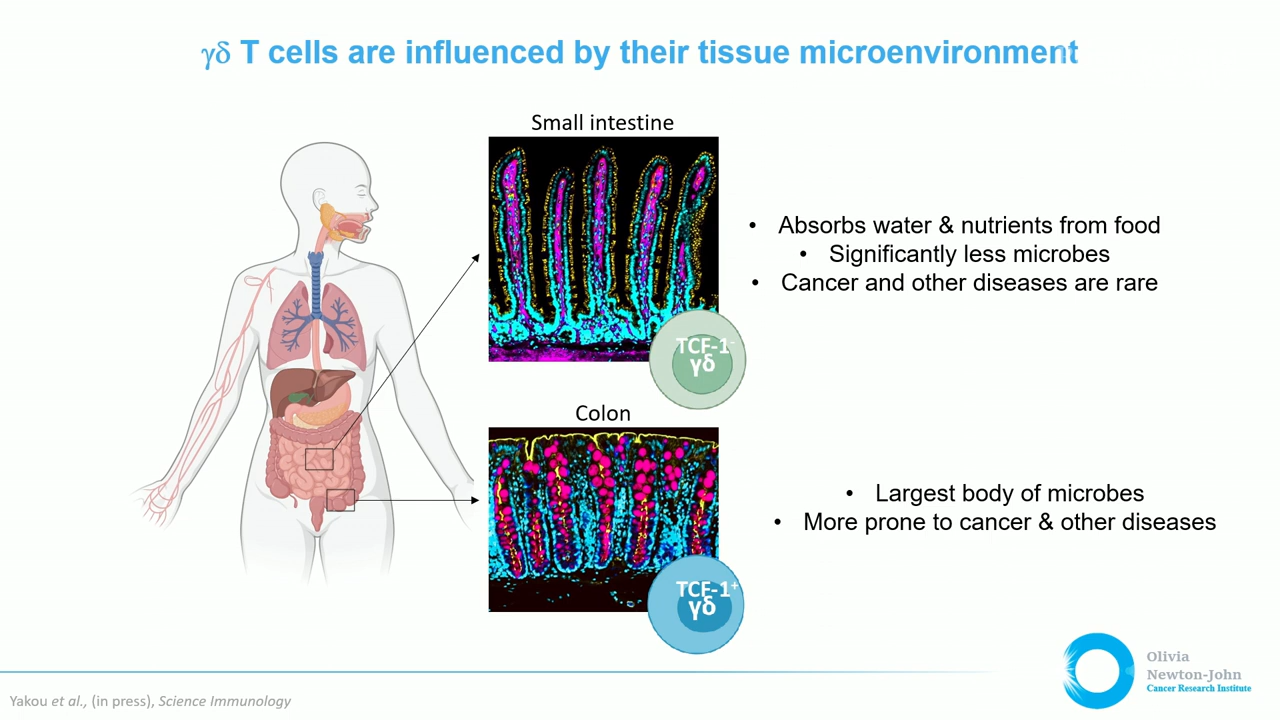 γδ T cells are influenced by their tissue microenvironment
Small intestine
• Absorbs water & nutrients from food
• Significantly less microbes
• Cancer and other diseases are rare
TCF-1-
γδ
Colon
• Largest body of microbes
• More prone to cancer & other diseases
TCF-1+
γδ
Olivia
Newton-John
Cancer Research Institute
Yakou et al., (in press), Science Immunology